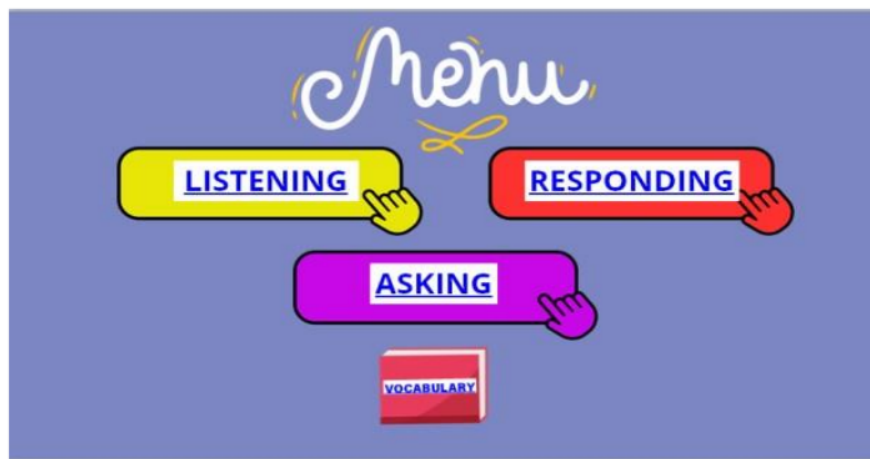 Menu
LISTENING
RESPONDING
ASKING
VOCABULARY